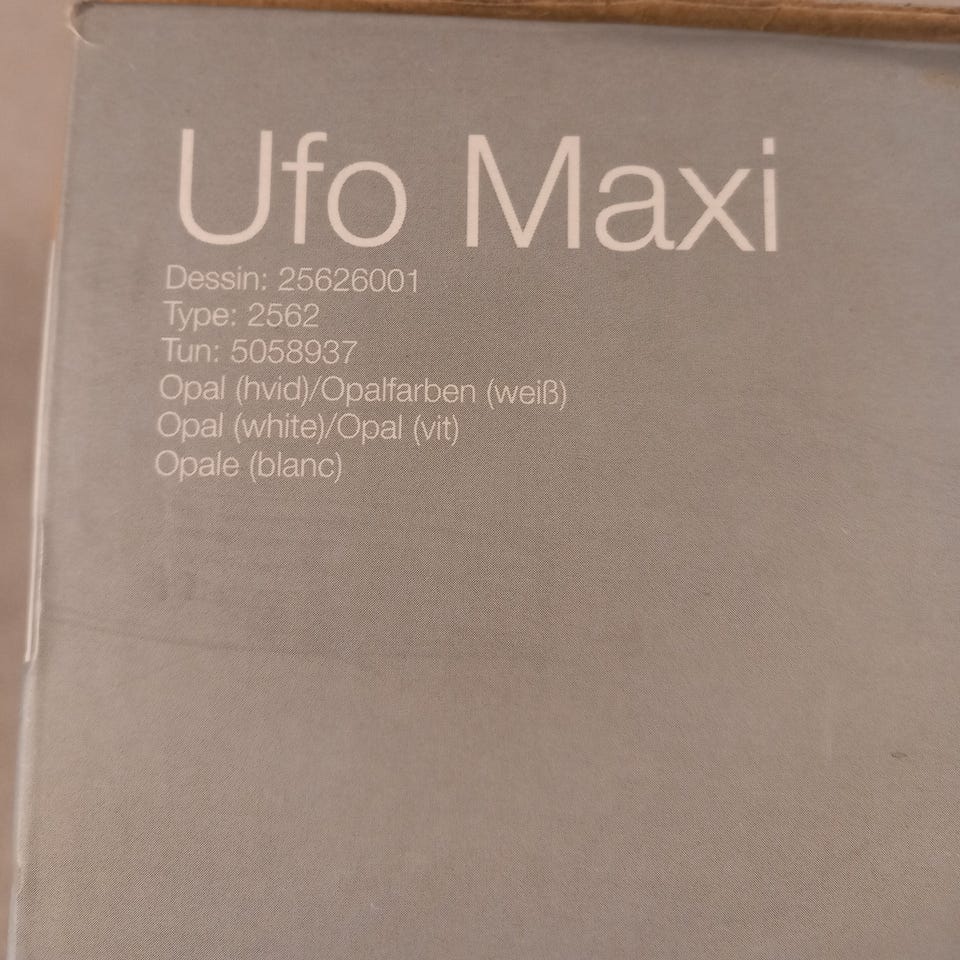 Ufo Maxi
Dessin: 25626001
Type: 2562
Tun: 5058937
Opal (hvid)/Opalfarben (weiß)
Opal (white)/Opal (vit)
Opale (blanc)